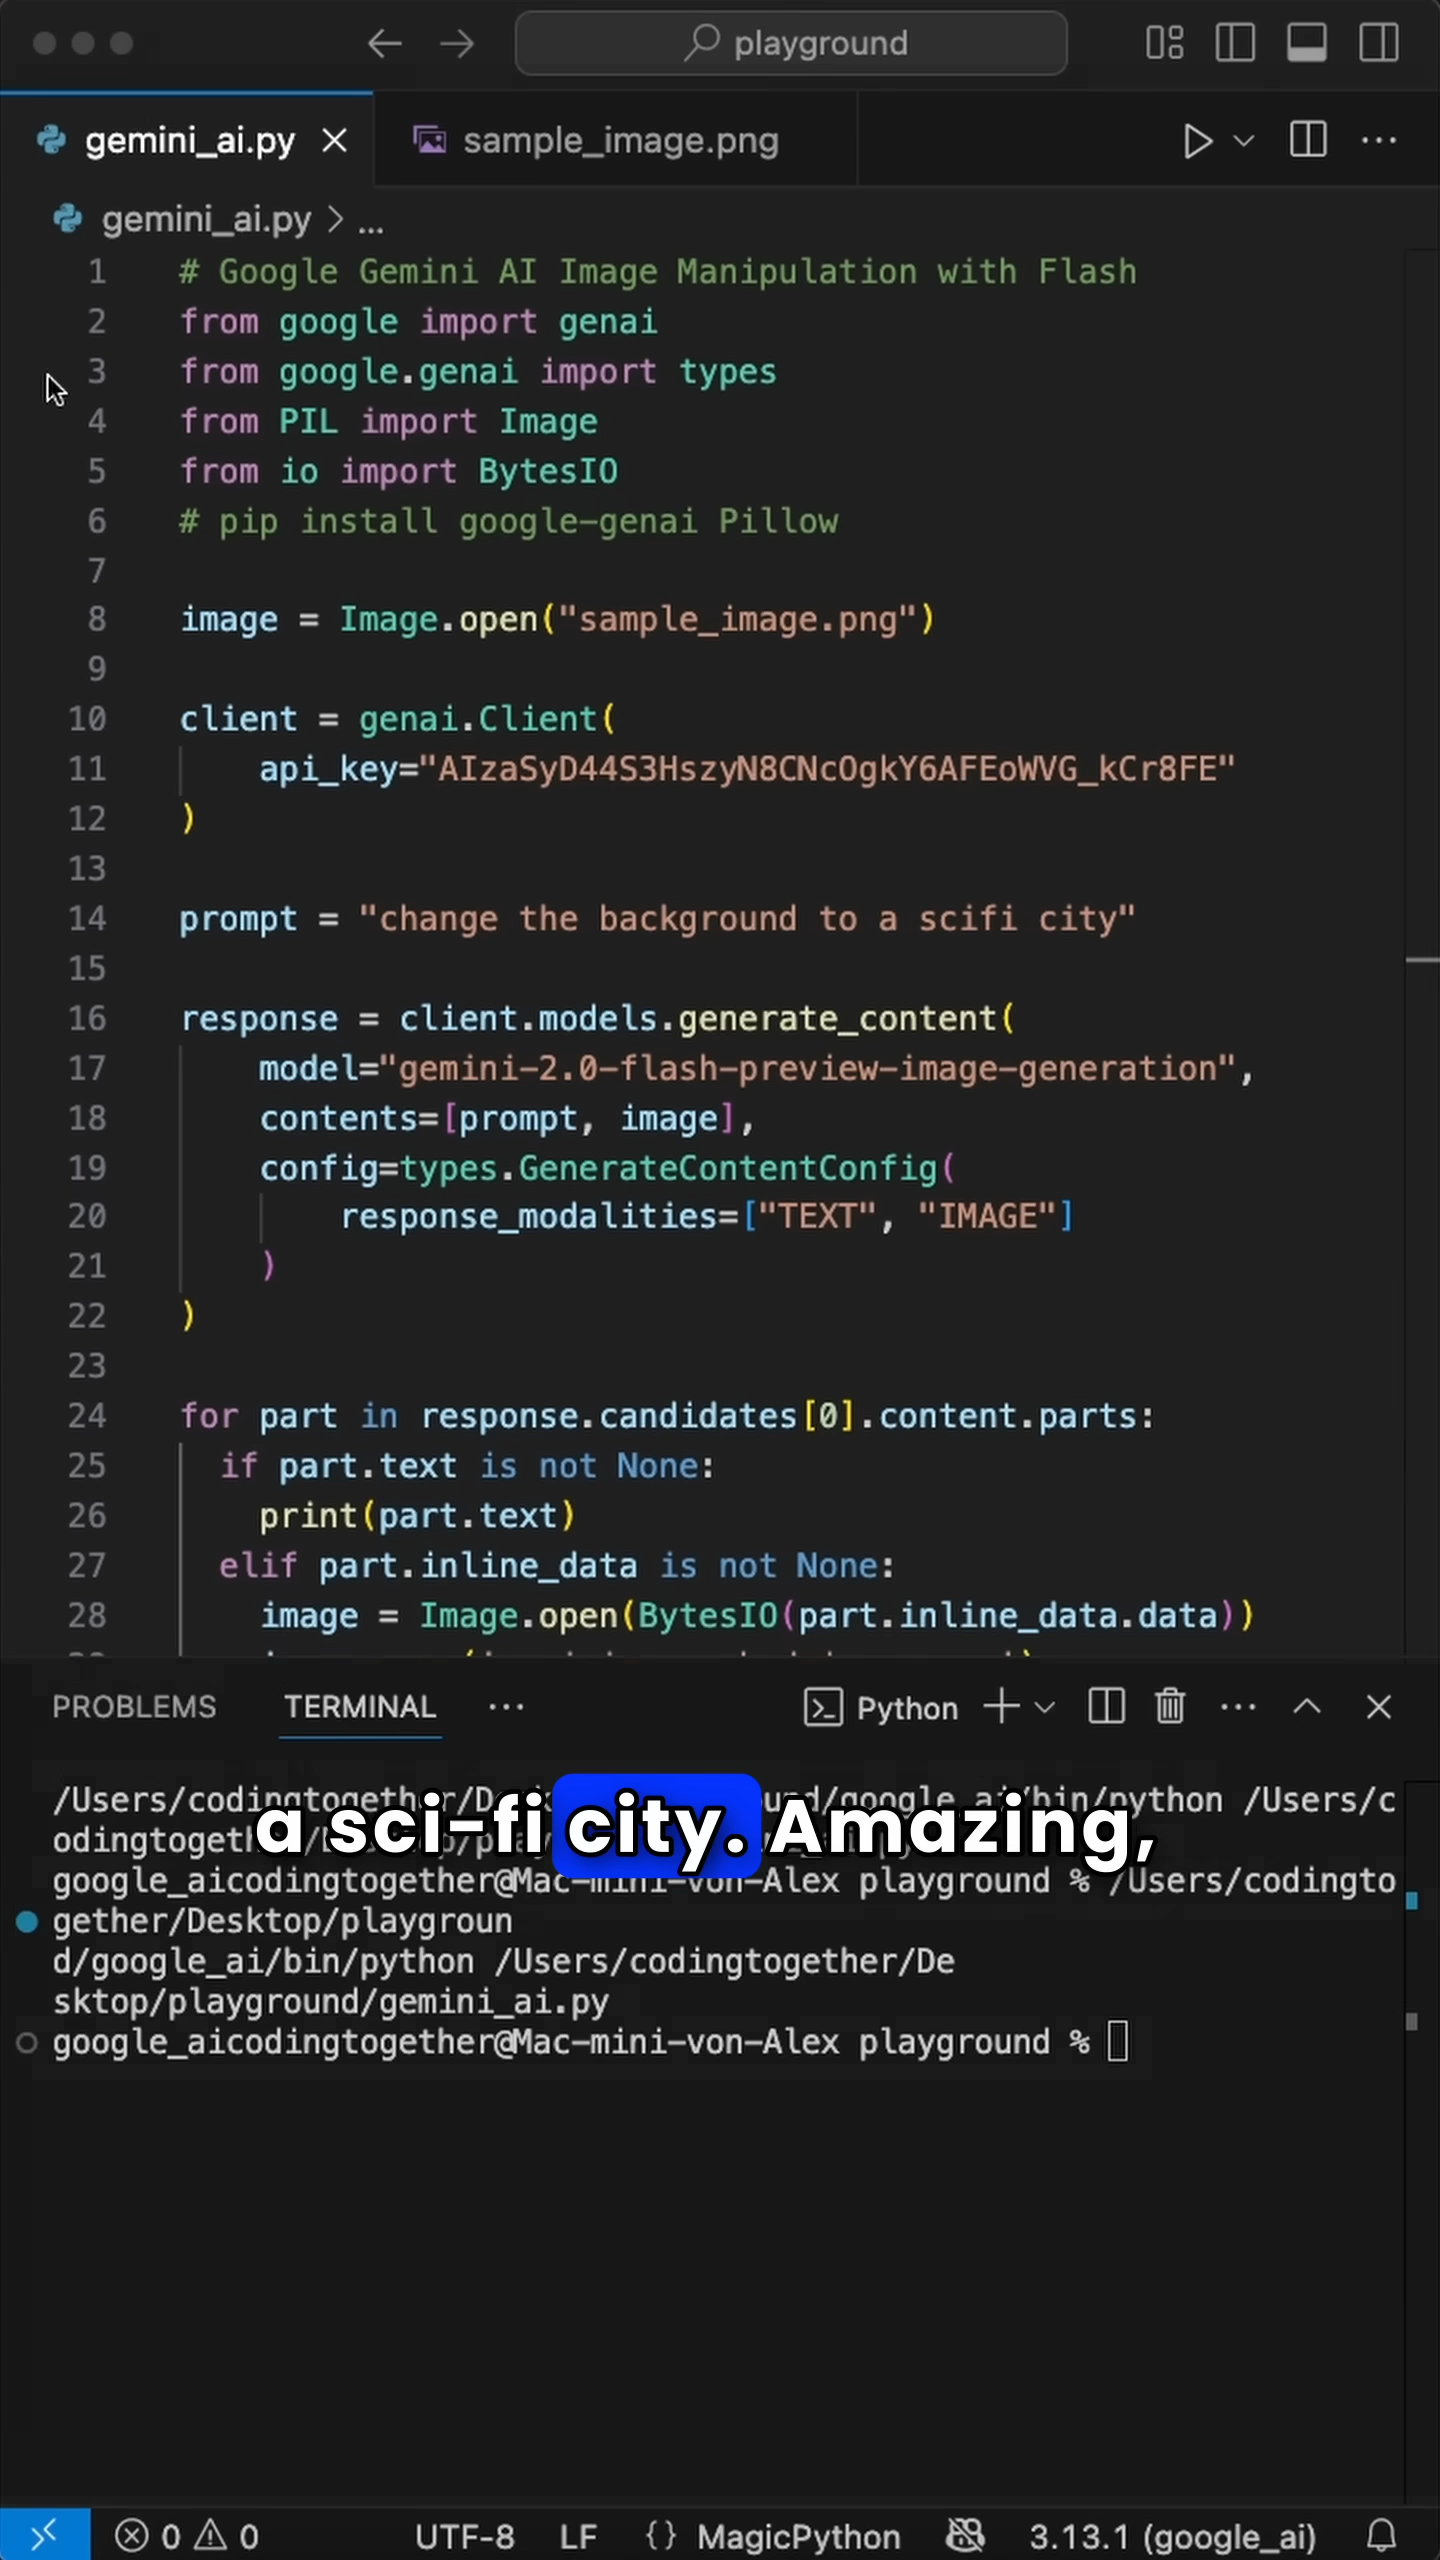 playground
gemini_ai.py
sample_image.png
gemini_ai.py > ...
1 # Google Gemini AI Image Manipulation with Flash
2 from google import genai
3 from google.genai import types
4 from PIL import Image
5 from io import BytesIO
6 # pip install google-genai Pillow
7
8 image = Image.open("sample_image.png")
9
10 client = genai.Client(
11 api_key="AIzaSyD44S3HszyN8CNcOgkY6AFEoWVG_kCr8FE"
12 )
13
14 prompt = "change the background to a scifi city"
15
16 response = client.models.generate_content(
17 model="gemini-2.0-flash-preview-image-generation",
18 contents=[prompt, image],
19 config=types.GenerateContentConfig(
20 response_modalities=["TEXT", "IMAGE"]
21 )
22 )
23
24 for part in response.candidates[0].content.parts:
25 if part.text is not None:
26 print(part.text)
27 elif part.inline_data is not None:
28 image = Image.open(BytesIO(part.inline_data.data))
PROBLEMS TERMINAL ... Python
/Users/codingtogether/De /google_ai/bin/python /Users/c
a sci-fi city. Amazing,
google_aicodingtogether@Mac-mini-von-Alex playground % /Users/codingto
gether/Desktop/playgroun
d/google_ai/bin/python /Users/codingtogether/De
sktop/playground/gemini_ai.py
google_aicodingtogether@Mac-mini-von-Alex playground %
0 0 UTF-8 LF {} MagicPython 3.13.1 (google_ai)